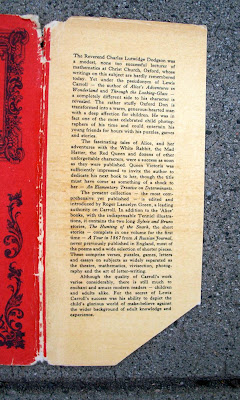 The Reverend Charles Lutwidge Dodgson was
a modest, none too successful lecturer of
mathematics at Christ Church, Oxford, whose
writings on this subject are hardly remembered
today. Yet under the pseudonym of Lewis
Carroll – the author of Alice's Adventures in
Wonderland and Through the Looking-Glass –
a completely different side to his character is
revealed. The rather stuffy Oxford Don is
transformed into a warm, generous-hearted man
with a deep affection for children. He was in
fact one of the most celebrated child photog-
raphers of his time and could entertain his
young friends for hours with his puzzles, games
and stories.
The fascinating tales of Alice, and her
adventures with the White Rabbit, the Mad
Hatter, the Red Queen and dozens of other
unforgettable characters, were a success as soon
as they were published. Queen Victoria was
sufficiently impressed to invite the author to
dedicate his next book to her, though the title
must have come as something of a shock to
her – An Elementary Treatise on Determinants.
The present collection – the most com-
prehensive yet published – is edited and
introduced by Roger Lancelyn Green, a leading
authority on Carroll. In addition to the Alice
books, with the indispensable Tenniel illustra-
tions, it contains the two long Sylvie and Bruno
stories, The Hunting of the Snark, the short
stories – complete in one volume for the first
time – A Tour in 1867 from A Russian Journal,
never previously published in England, most of
the poems and a wide selection of shorter pieces.
These comprise verses, puzzles, games, letters
and essays on subjects as widely separated as
the theatre, mathematics, vivisection, photog-
raphy and the art of letter-writing.
Although the quality of Carroll's work
varies considerably, there is still much to
enchant and amuse modern readers – children
and adults alike. For the secret of Lewis
Carroll's success was his ability to depict the
child's glorious world of make-believe against
the wider background of adult knowledge and
experience.